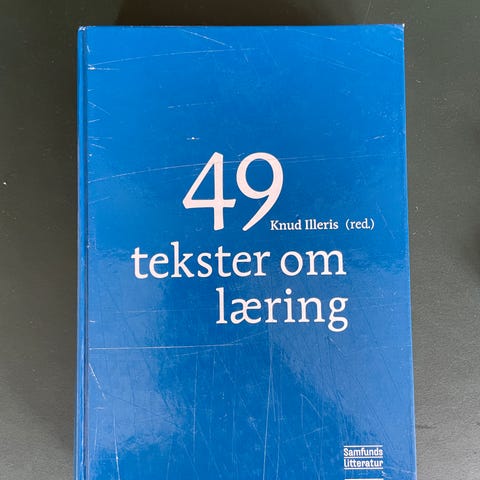 49
Knud Illeris (red.)
tekster om
læring
Samfunds
litteratur